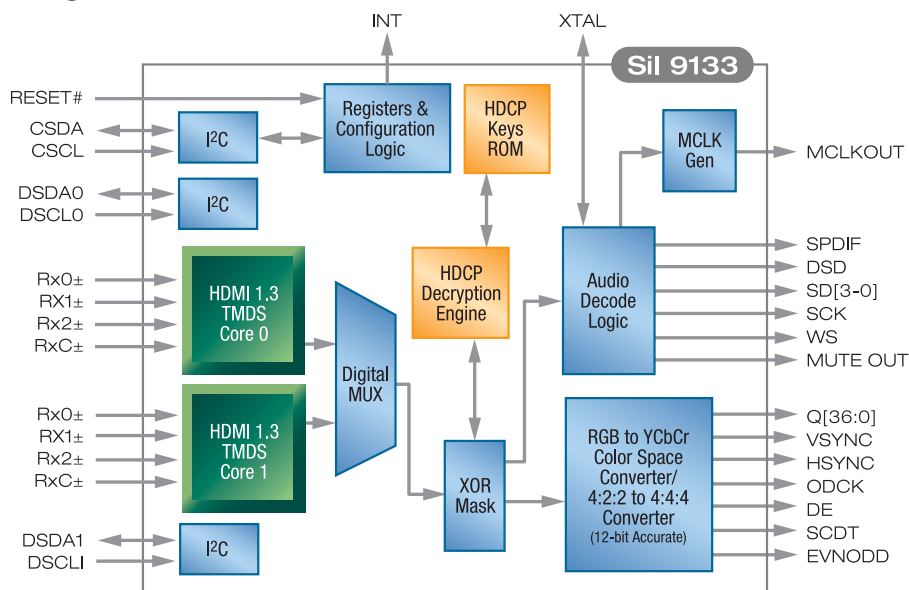 INT
XTAL
SiI 9133
RESET#
CSDA
CSCL
I²C
Registers &
Configuration
Logic
HDCP
Keys
ROM
MCLK
Gen
MCLKOUT
DSDA0
DSCL0
I²C
Rx0±
RX1±
Rx2±
RxC±
HDMI 1.3
TMDS
Core 0
Digital
MUX
HDCP
Decryption
Engine
Audio
Decode
Logic
SPDIF
DSD
SD[3-0]
SCK
WS
MUTE OUT
Rx0±
RX1±
Rx2±
RxC±
HDMI 1.3
TMDS
Core 1
XOR
Mask
RGB to YCbCr
Color Space
Converter/
4:2:2 to 4:4:4
Converter
(12-bit Accurate)
Q[36:0]
VSYNC
HSYNC
ODCK
DE
SCDT
EVNODD
DSDA1
DSCLI
I²C